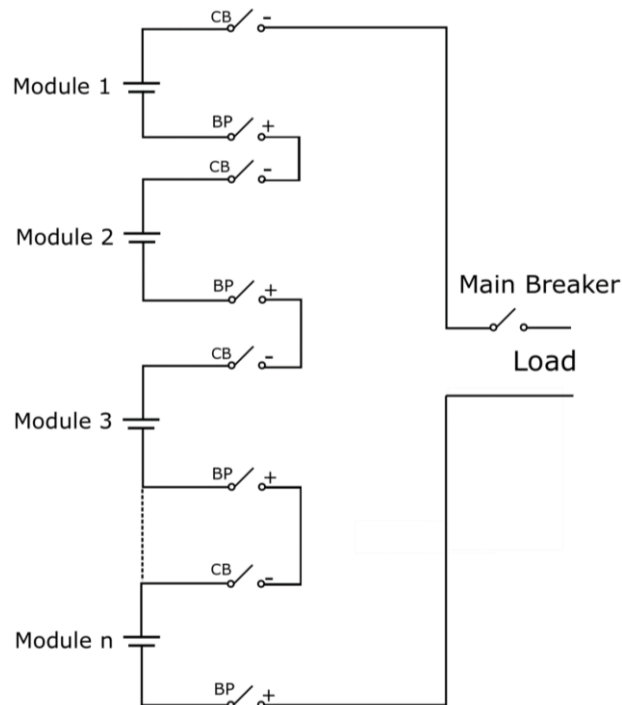 CB -
Module 1
BP +
CB -
Module 2
BP +
CB -
Main Breaker
Load
Module 3
BP +
CB -
Module n
BP +